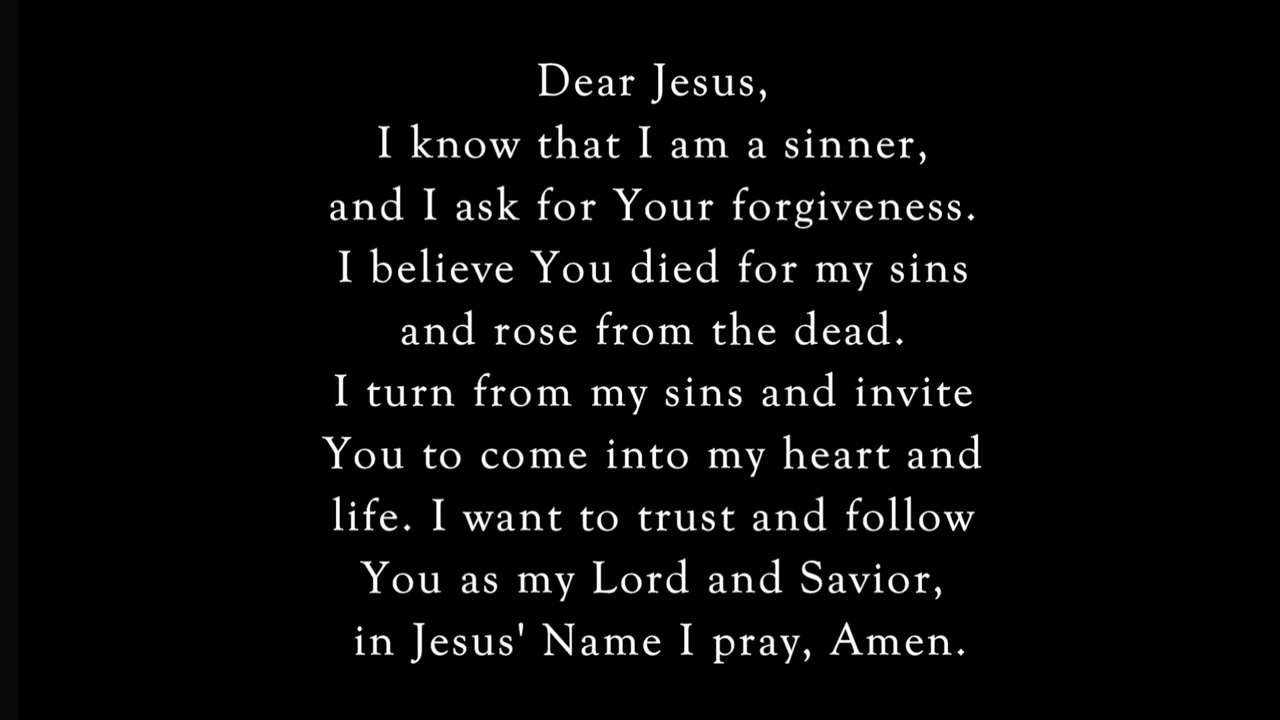 Dear Jesus,
I know that I am a sinner,
and I ask for Your forgiveness.
I believe You died for my sins
and rose from the dead.
I turn from my sins and invite
You to come into my heart and
life. I want to trust and follow
You as my Lord and Savior,
in Jesus' Name I pray, Amen.